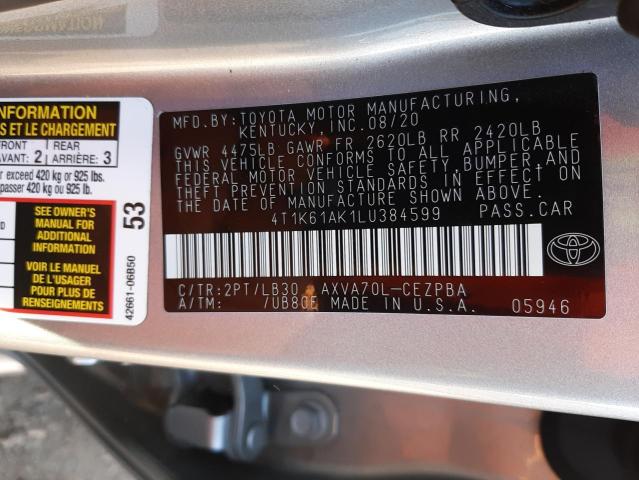 INFORMATION
S ET LE CHARGEMENT
FRONT REAR
AVANT: 2 ARRIÈRE: 3
er exceed 420 kg or 925 lbs.
passer 420 kg ou 925 lb.
SEE OWNER'S
MANUAL FOR
ADDITIONAL
INFORMATION
VOIR LE MANUEL
DE L'USAGER
POUR PLUS DE
RENSEIGNEMENTS
53
42661-06B50
MFD.BY:TOYOTA MOTOR MANUFACTURING,
KENTUCKY,INC.08/20
GVWR 4475LB GAWR FR 2620LB RR 2420LB
THIS VEHICLE CONFORMS TO ALL APPLICABLE
FEDERAL MOTOR VEHICLE SAFETY,BUMPER,AND
THEFT PREVENTION STANDARDS IN EFFECT ON
THE DATE OF MANUFACTURE SHOWN ABOVE.
4T1K61AK1LU384599 PASS.CAR
C/TR:2PT/LB30 AXVA70L-CEZPBA
A/TM: /UB80F MADE IN U.S.A. 05946
TOYOTA